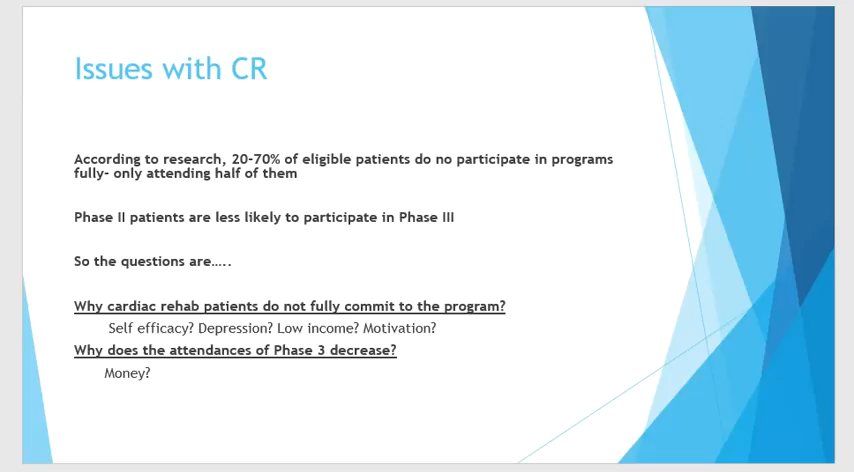 Issues with CR
According to research, 20-70% of eligible patients do no participate in programs
fully- only attending half of them
Phase II patients are less likely to participate in Phase III
So the questions are…..
Why cardiac rehab patients do not fully commit to the program?
Self efficacy? Depression? Low income? Motivation?
Why does the attendances of Phase 3 decrease?
Money?